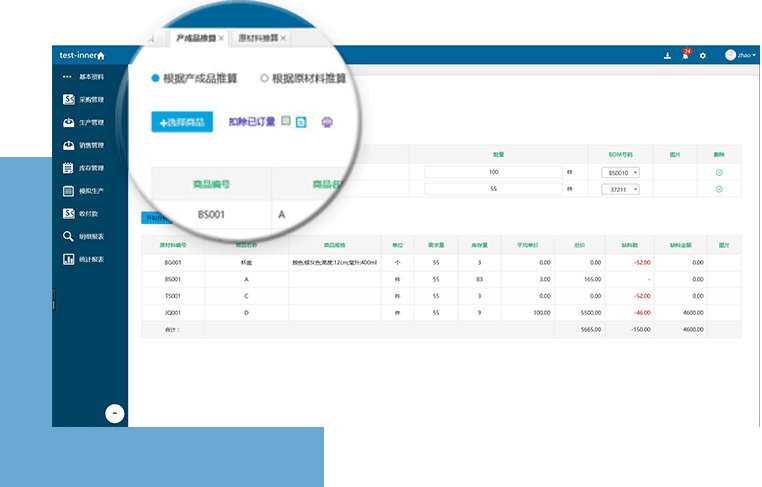 产成品推算 × 原材料推算 ×
test-inner
24
zhao
基本资料
根据产成品推算 根据原材料推算
采购管理
+选择商品 扣除已订量
生产管理
销售管理
数量 BOM号码 图片 删除
库存管理
100 件 BS0010
商品编号
模拟生产
55 件 37211
BS001 A
收付款
明细报表
原材料编号 商品名称 商品规格 单位 需求量 库存量 平均单价 总价 缺料数 缺料金额 图片
统计报表
BG001 杯盖 颜色:碳灰色;高度:12cm;毫升:400ml 个 55 3 0.00 0.00 -52.00 0.00
BS001 A 件 55 83 3.00 165.00 - 0.00
TS001 C 件 55 3 0.00 0.00 -52.00 0.00
JQ001 D 件 55 9 100.00 5500.00 -46.00 4600.00
合计： 5665.00 -150.00 4600.00